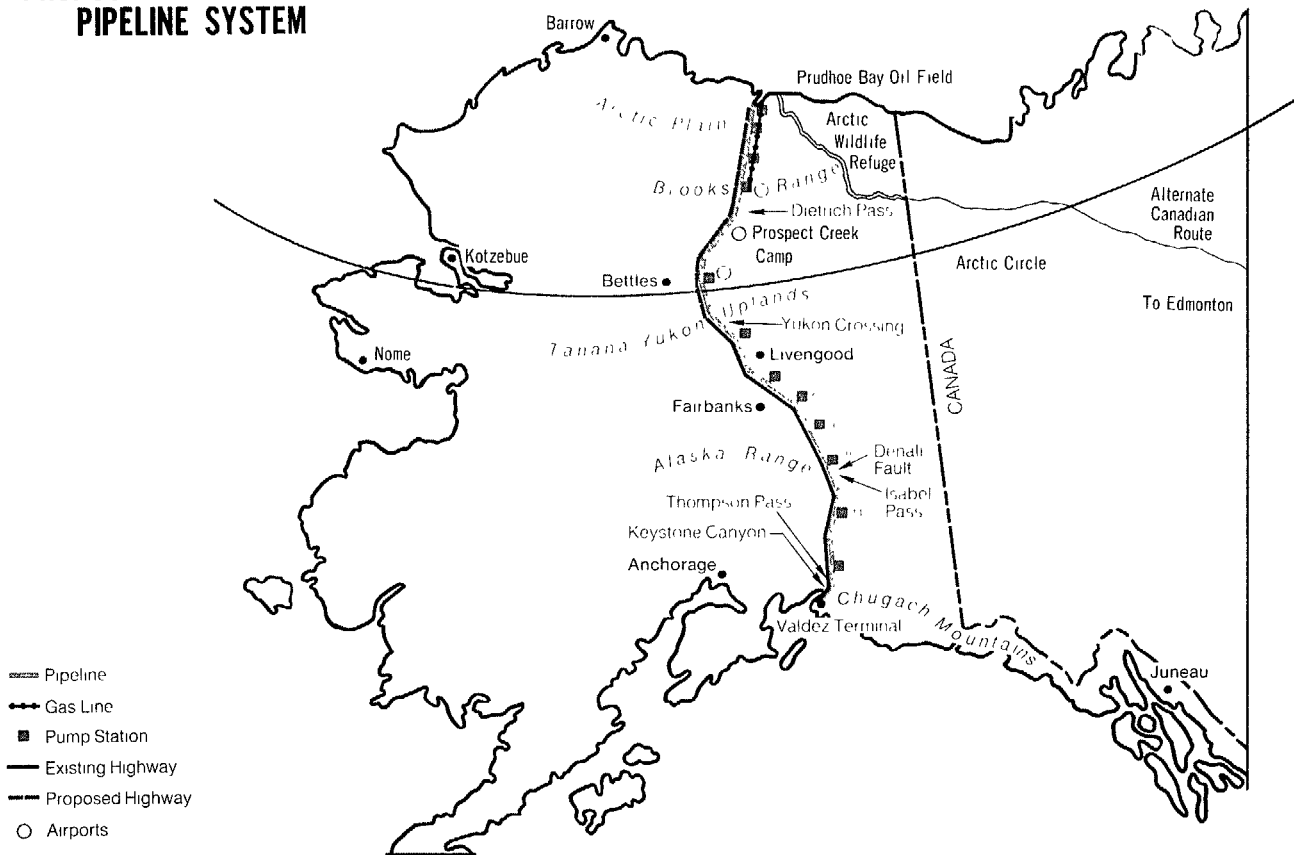 PIPELINE SYSTEM
Barrow
Prudhoe Bay Oil Field
Arctic Plain
Arctic
Wildlife
Refuge
Brooks Range
Dietrich Pass
Alternate
Canadian
Route
Prospect Creek
Camp
Kotzebue
Arctic Circle
Bettles
To Edmonton
Tanana Yukon Uplands
Yukon Crossing
Nome
Livengood
CANADA
Fairbanks
Alaska Range
Denali
Fault
Isabel
Pass
Thompson Pass
Keystone Canyon
Anchorage
Chugach Mountains
Valdez Terminal
Juneau
Pipeline
Gas Line
Pump Station
Existing Highway
Proposed Highway
Airports